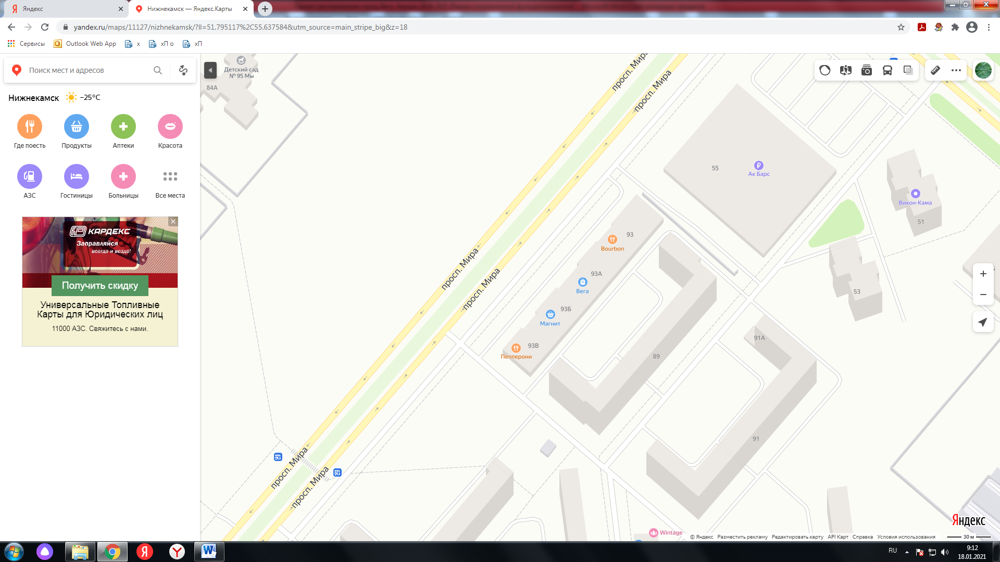 Яндекс
Нижнекамск — Яндекс.Карты
yandex.ru/maps/11127/nizhnekamsk/?ll=51.795117%2C55.637584&utm_source=main_stripe_big&z=18
Сервисы
Outlook Web App
х
хП о
хП
Поиск мест и адресов
Нижнекамск
−25°C
Где поесть
Продукты
Аптеки
Красота
АЗС
Гостиницы
Больницы
Все места
КАРДЕКС
Заправляйся
всегда и везде!
Получить скидку
Универсальные Топливные
Карты для Юридических лиц
11000 АЗС. Свяжитесь с нами.
Детский сад
№ 95 Мы
84А
просп. Мира
просп. Мира
55
Ак Барс
Викон-Кама
51
93
Bourbon
93А
Вега
просп. Мира
просп. Мира
53
93Б
Магнит
91А
93В
Пепперони
89
91
просп. Мира
просп. Мира
Wintage
Яндекс
© Яндекс
Разместить рекламу
Редактировать карту
API Карт
Справка
Условия использования
30 м
RU
9:12
18.01.2021